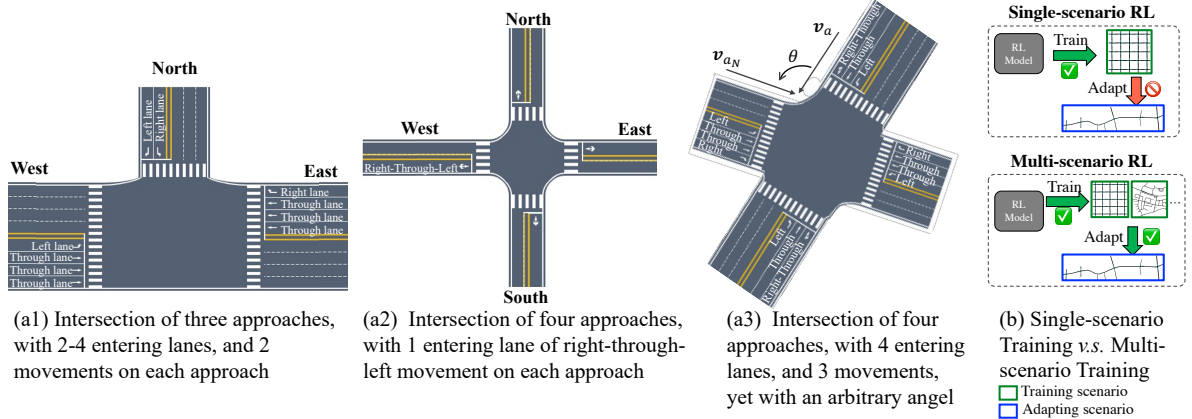 North
Left lane
Right lane
West
East
Right lane
Through lane
Through lane
Through lane
Left lane
Through lane
Through lane
Through lane
(a1) Intersection of three approaches,
with 2-4 entering lanes, and 2
movements on each approach
North
West
East
Right-Through-Left
South
(a2) Intersection of four approaches,
with 1 entering lane of right-through-
left movement on each approach
v_a
v_{a_N}
θ
Right-Through
Through
Left
Left
Through
Through
Right
Right
Through
Through
Left
Left
Through
Right-Through
(a3) Intersection of four
approaches, with 4 entering
lanes, and 3 movements,
yet with an arbitrary angel
Single-scenario RL
RL
Model
Train
Adapt
Multi-scenario RL
RL
Model
Train
Adapt
(b) Single-scenario
Training v.s. Multi-
scenario Training
Training scenario
Adapting scenario